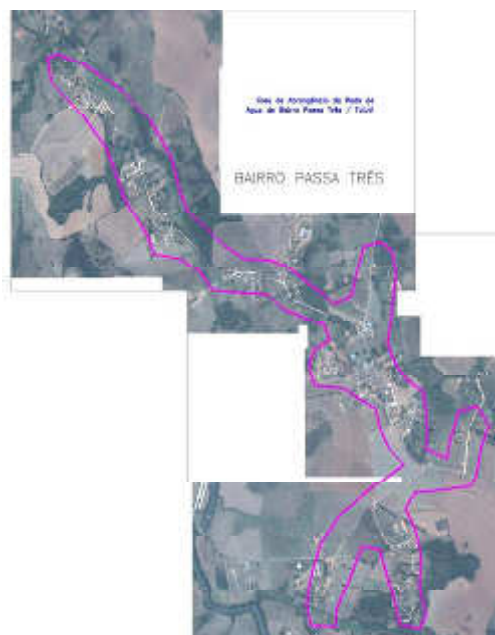 Área de Abrangência da Rede de
Água do Bairro Passa Três / Tatuí
BAIRRO PASSA TRÊS